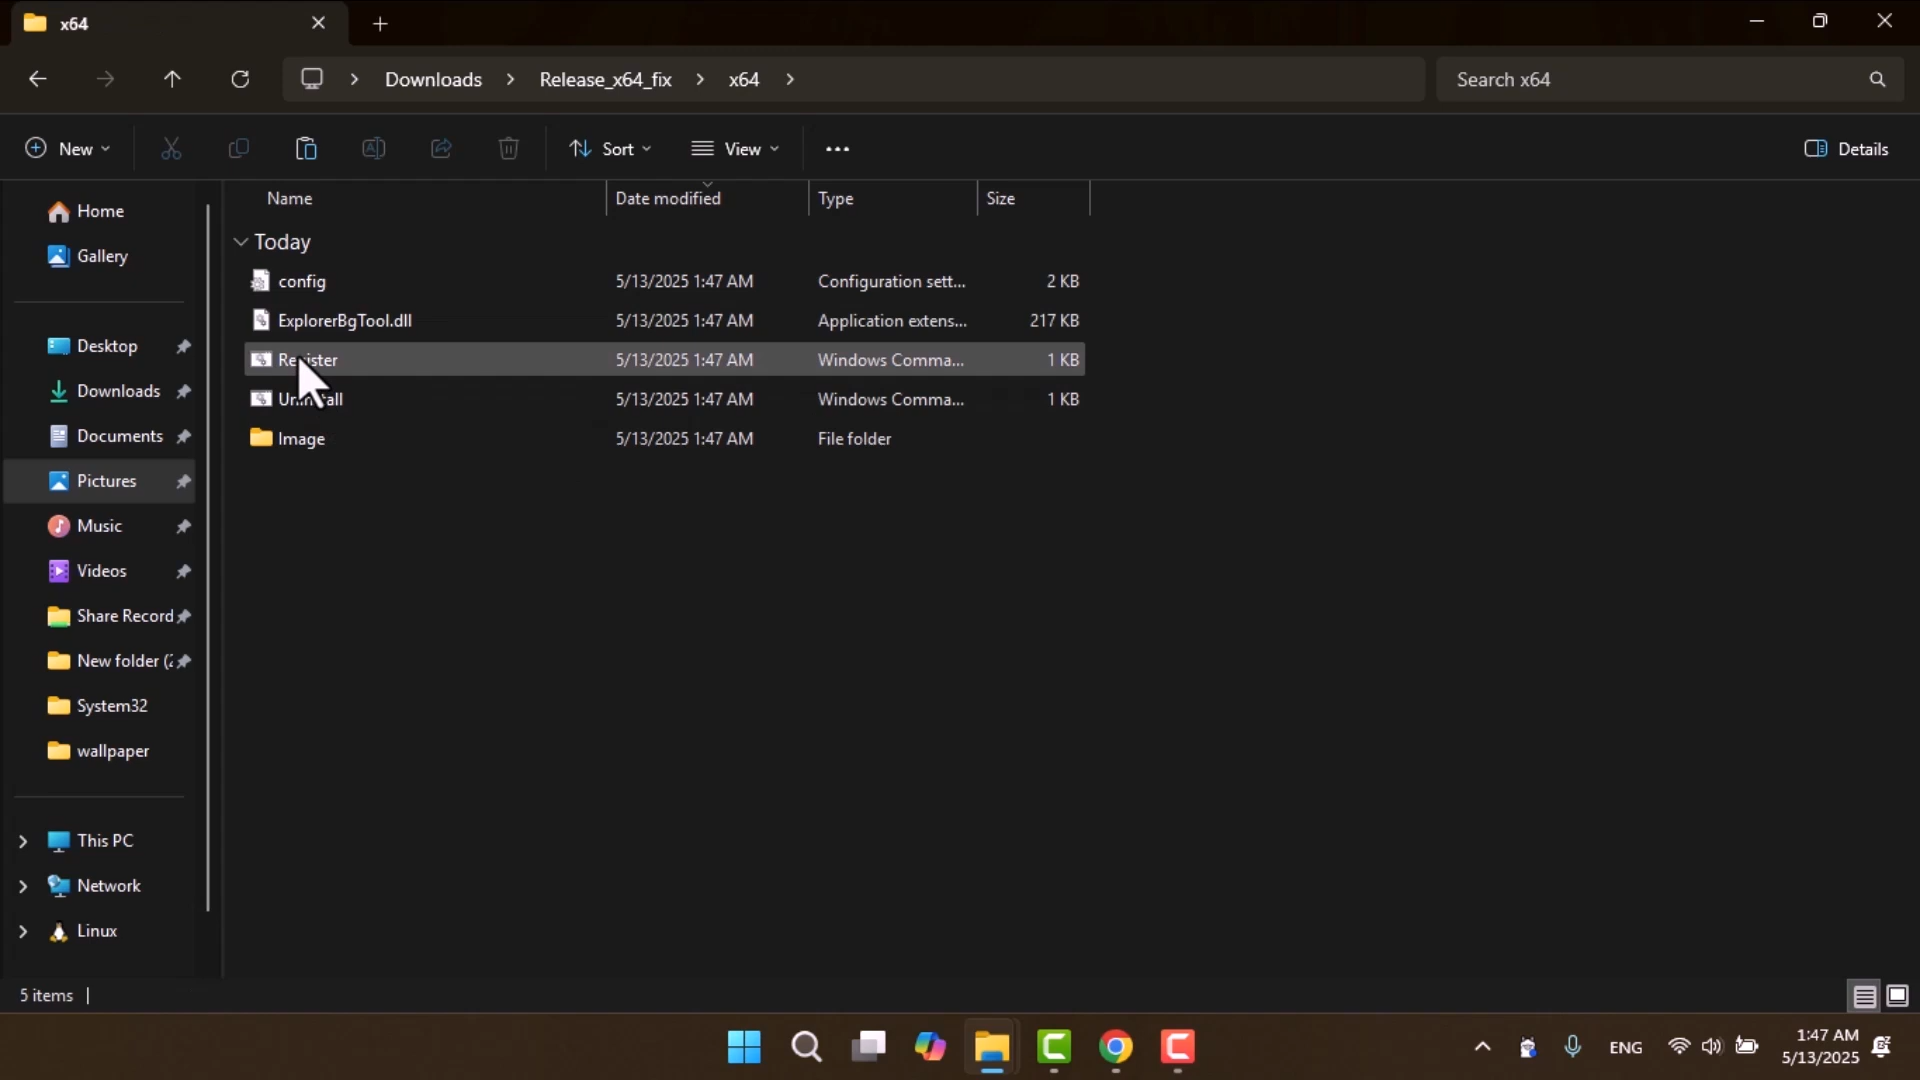 x64
Downloads Release_x64_fix x64
Search x64
New Sort View Details
Name Date modified Type Size
Today
config 5/13/2025 1:47 AM Configuration sett... 2 KB
ExplorerBgTool.dll 5/13/2025 1:47 AM Application extens... 217 KB
Register 5/13/2025 1:47 AM Windows Comma... 1 KB
Uninstall 5/13/2025 1:47 AM Windows Comma... 1 KB
Image 5/13/2025 1:47 AM File folder
Home
Gallery
Desktop
Downloads
Documents
Pictures
Music
Videos
Share Record
New folder (2
System32
wallpaper
This PC
Network
Linux
5 items
ENG
1:47 AM
5/13/2025